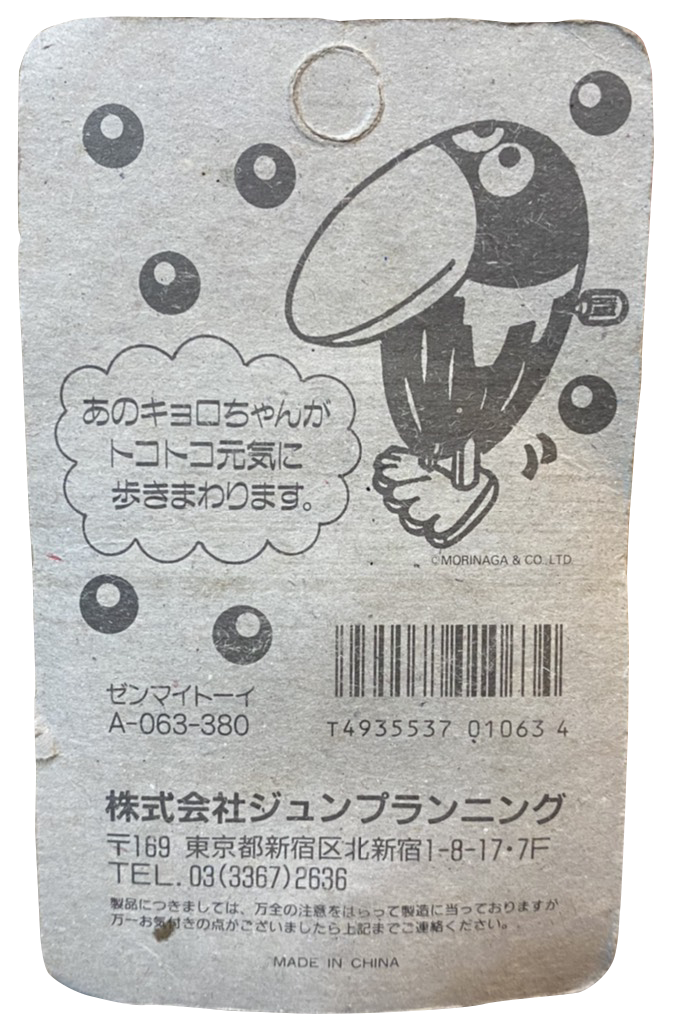 あのキョロちゃんが
トコトコ元気に
歩きまわります。
©MORINAGA & CO.,LTD.
ゼンマイトーイ
A-063-380
T4935537 01063 4
株式会社ジュンプランニング
〒169 東京都新宿区北新宿1-8-17・7F
TEL. 03(3367)2636
製品につきましては、万全の注意をはらって製造に当っておりますが
万一お気付きの点がございましたら上記までご連絡ください。
MADE IN CHINA